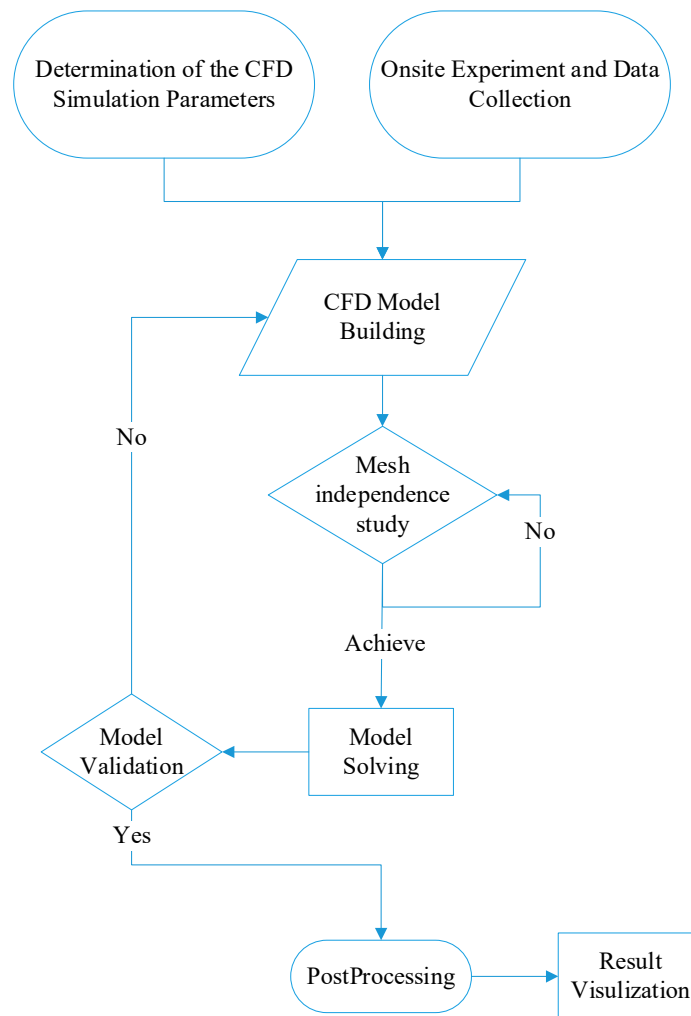 Determination of the CFD
Simulation Parameters
Onsite Experiment and Data
Collection
CFD Model
Building
No
Mesh
independence
study
No
Achieve
Model
Validation
Model
Solving
Yes
PostProcessing
Result
Visulization